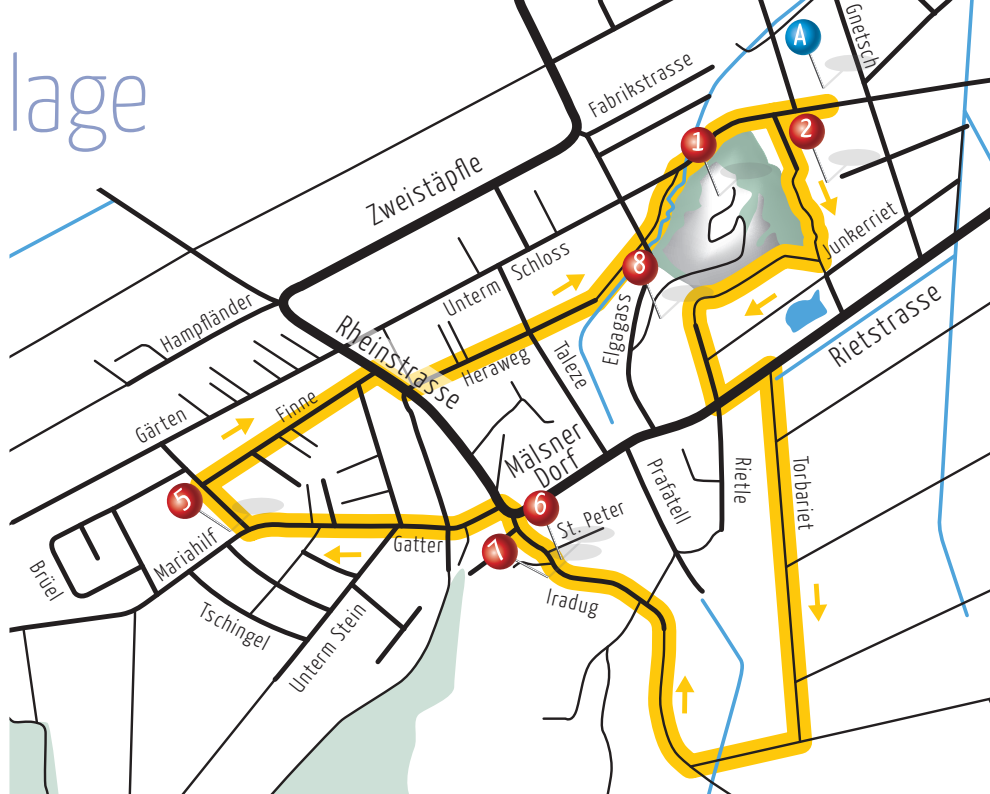 lage
A
Gnetsch
Fabrikstrasse
1
2
Zweistäpfle
Junkerriet
Schloss
Unterm
8
Hampfländer
Rheinstrasse
Elgagass
Rietstrasse
Heraweg
Taleze
Finne
Gärten
Mälsner
Dorf
5
6
Prafatell
Rietle
Torbariet
St. Peter
Gatter
7
Mariahilf
Brüel
Iradug
Tschingel
Unterm Stein